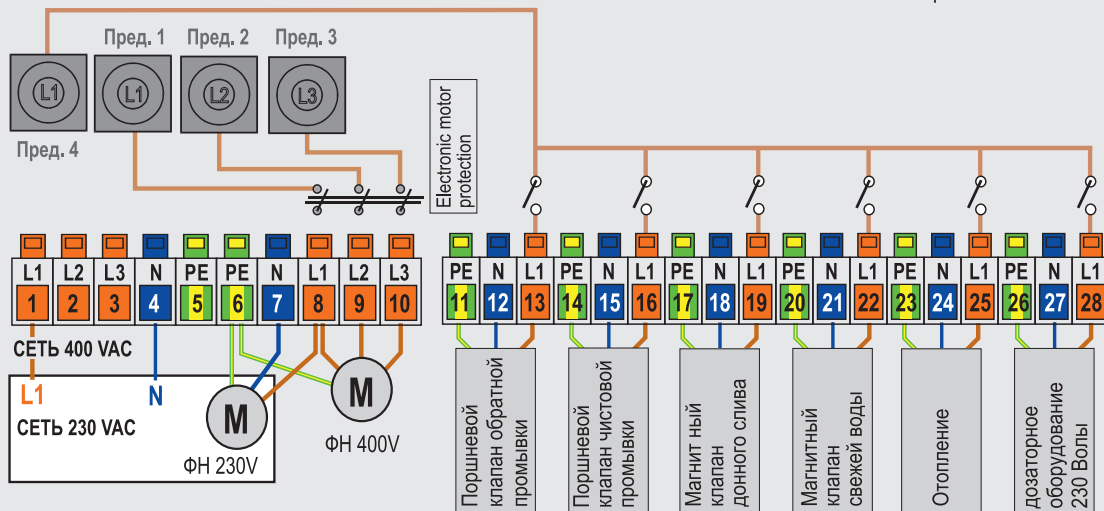 Пред. 1 Пред. 2 Пред. 3
L1 L1 L2 L3
Пред. 4
Electronic motor
protection
L1 L2 L3 N PE PE N L1 L2 L3
1 2 3 4 5 6 7 8 9 10
PE N L1 PE N L1 PE N L1 PE N L1 PE N L1 PE N L1
11 12 13 14 15 16 17 18 19 20 21 22 23 24 25 26 27 28
СЕТЬ 400 VAC
L1 N
СЕТЬ 230 VAC
M
ФН 230V
M
ФН 400V
Поршневой
клапан обратной
промывки
Поршневой
клапан чистовой
промывки
Магнит ный
клапан
донного слива
Магнитный
клапан
свежей воды
Отопление
дозаторное
оборудование
230 Волы